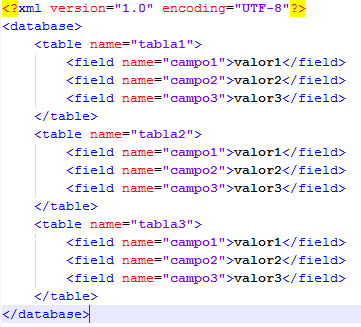 <?xml version="1.0" encoding="UTF-8"?>
<database>
    <table name="tabla1">
        <field name="campo1">valor1</field>
        <field name="campo2">valor2</field>
        <field name="campo3">valor3</field>
    </table>
    <table name="tabla2">
        <field name="campo1">valor1</field>
        <field name="campo2">valor2</field>
        <field name="campo3">valor3</field>
    </table>
    <table name="tabla3">
        <field name="campo1">valor1</field>
        <field name="campo2">valor2</field>
        <field name="campo3">valor3</field>
    </table>
</database>